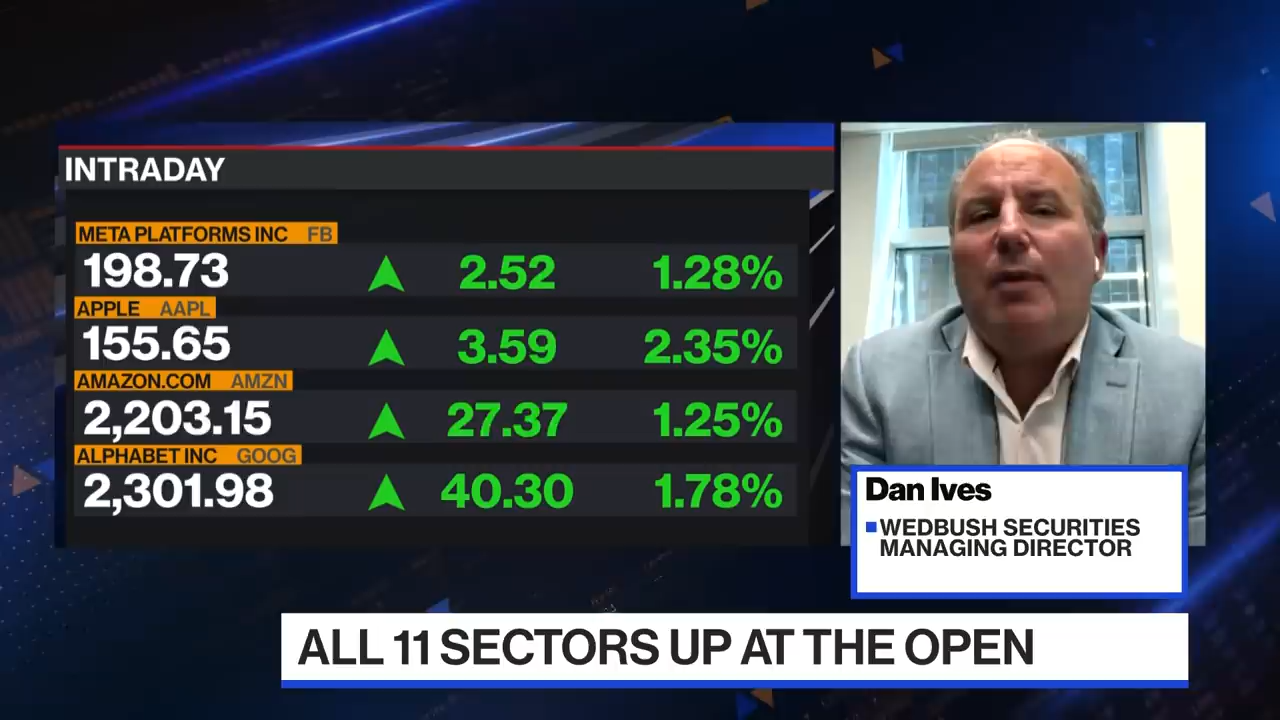 INTRADAY
META PLATFORMS INC FB
198.73 ▲ 2.52 1.28%
APPLE AAPL
155.65 ▲ 3.59 2.35%
AMAZON.COM AMZN
2,203.15 ▲ 27.37 1.25%
ALPHABET INC GOOG
2,301.98 ▲ 40.30 1.78%
Dan Ives
WEDBUSH SECURITIES
MANAGING DIRECTOR
ALL 11 SECTORS UP AT THE OPEN